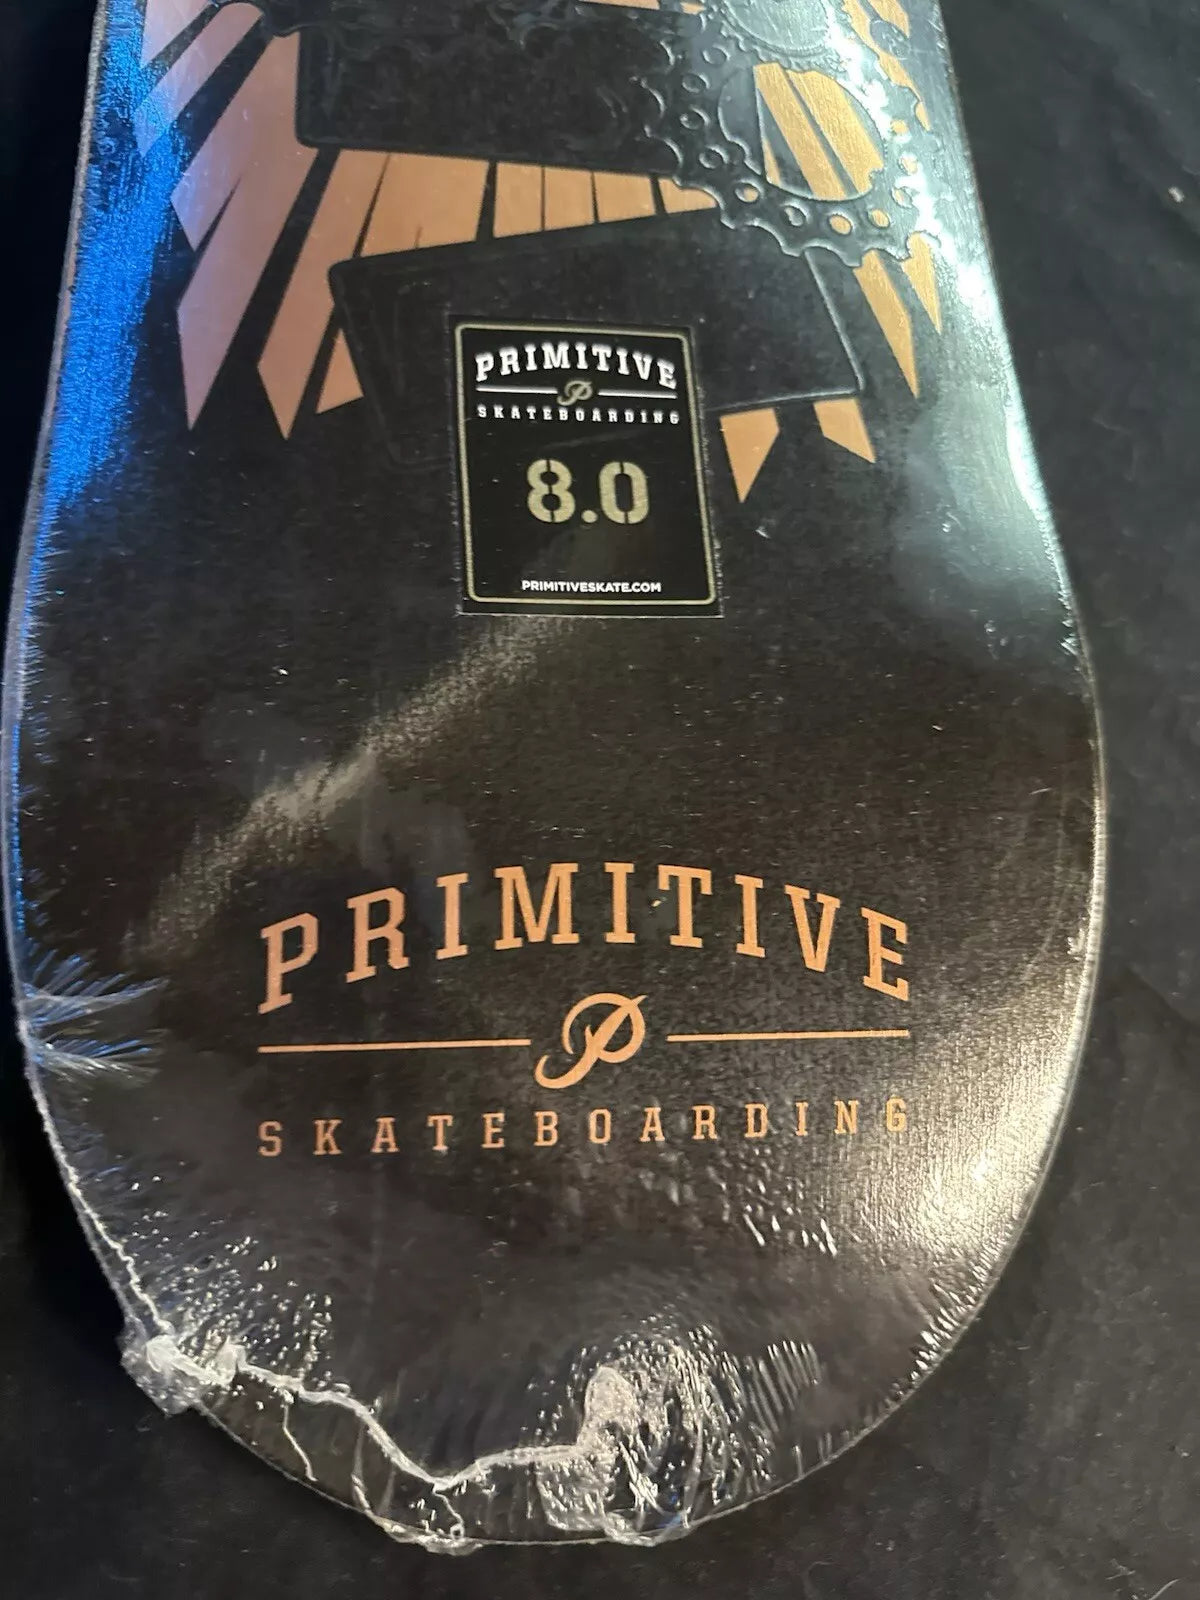 PRIMITIVE
P
SKATEBOARDING
8.0
PRIMITIVESKATE.COM
PRIMITIVE
P
SKATEBOARDING